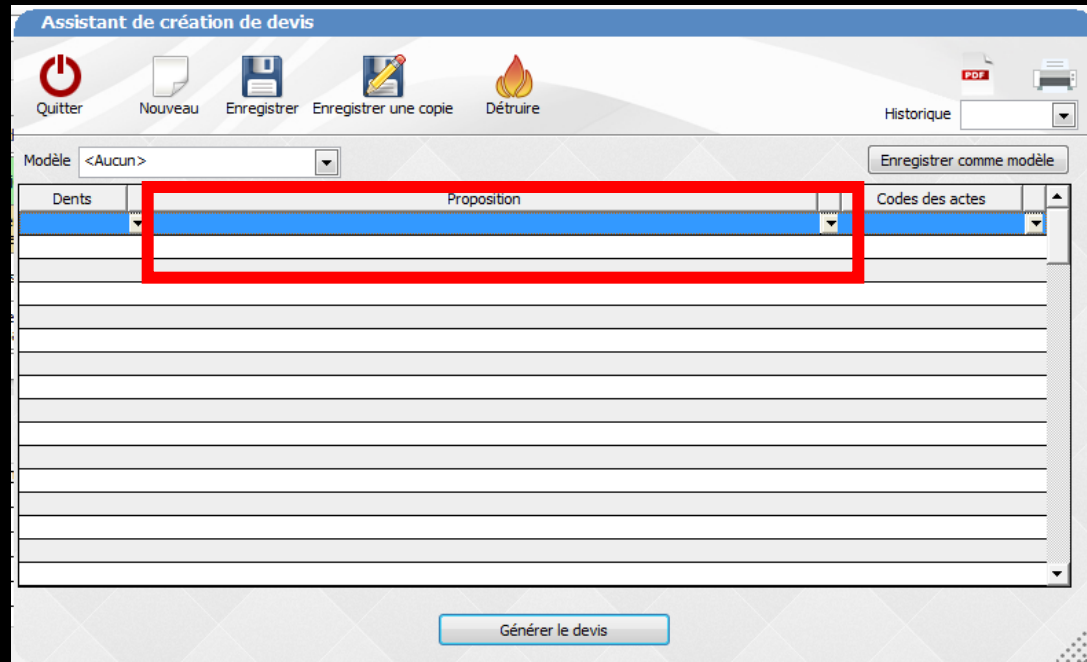 Assistant de création de devis
PDF
Quitter Nouveau Enregistrer Enregistrer une copie Détruire
Historique
Modèle <Aucun> Enregistrer comme modèle
Dents Proposition Codes des actes
Générer le devis